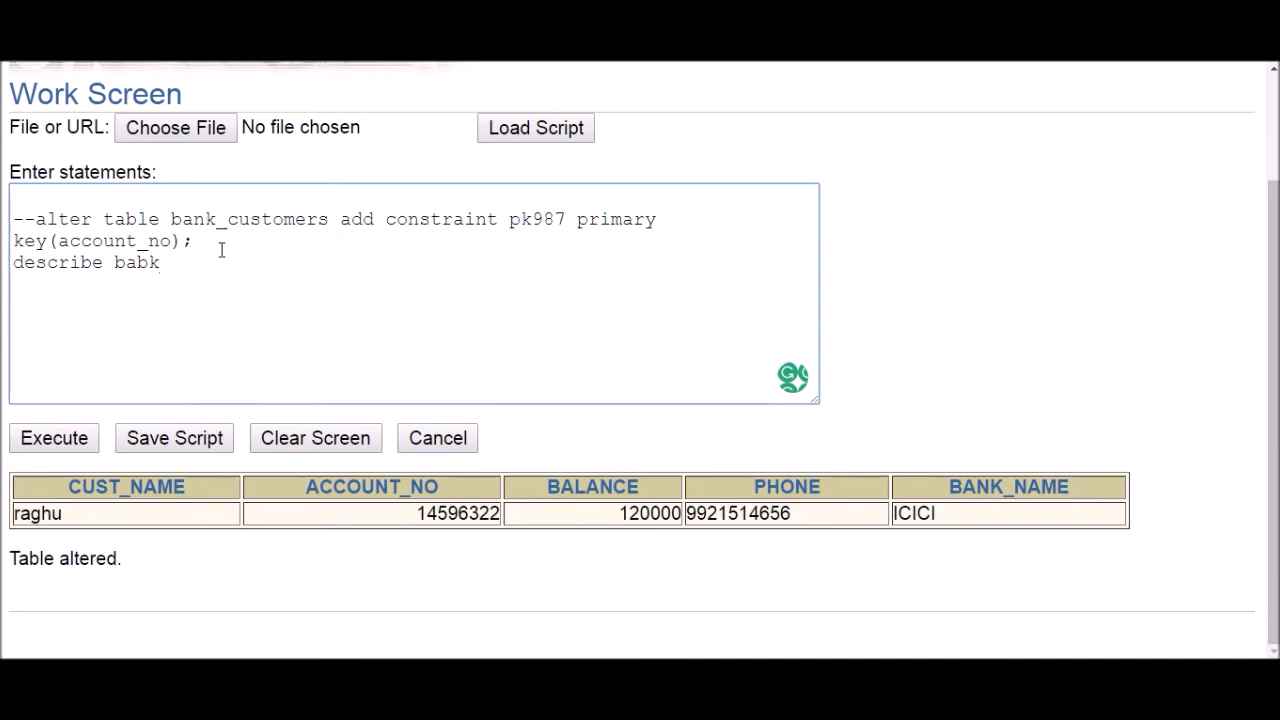 Work Screen
File or URL: Choose File No file chosen Load Script
Enter statements:
--alter table bank_customers add constraint pk987 primary
key(account_no);
describe babk
Execute Save Script Clear Screen Cancel
CUST_NAME ACCOUNT_NO BALANCE PHONE BANK_NAME
raghu 14596322 120000 9921514656 ICICI
Table altered.